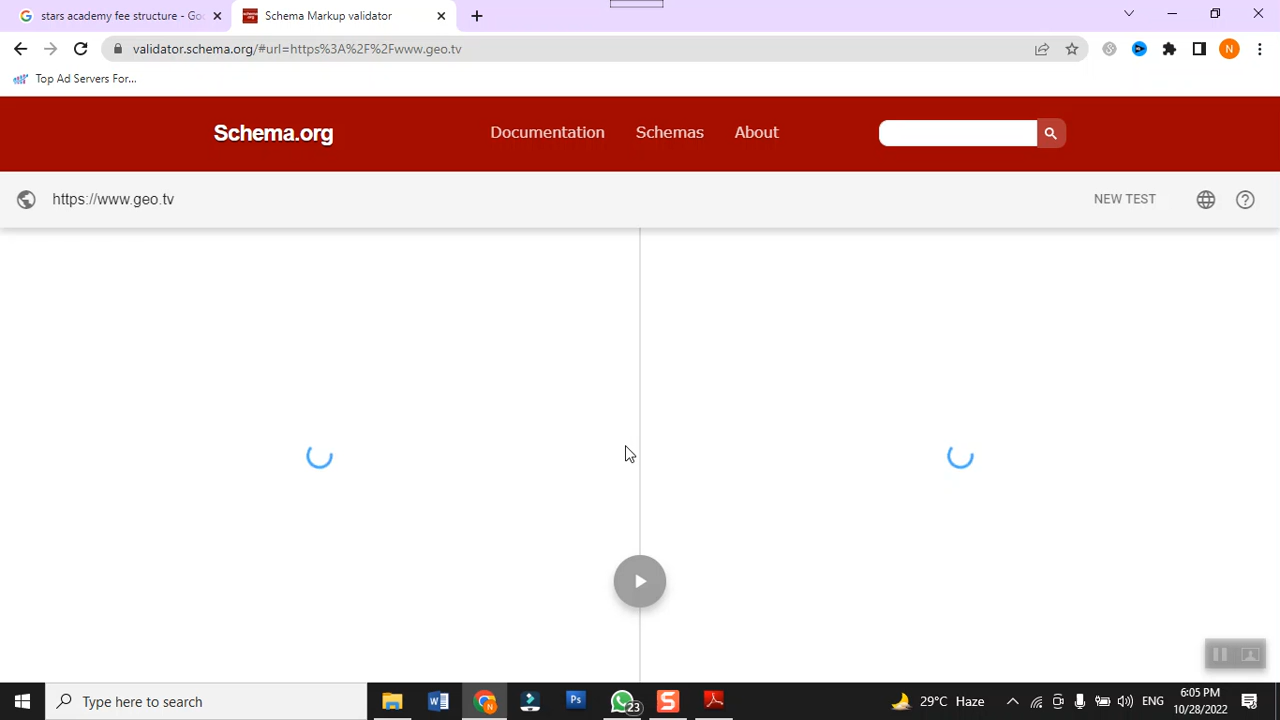 stars academy fee structure - Go
Schema Markup validator
validator.schema.org/#url=https%3A%2F%2Fwww.geo.tv
N
Top Ad Servers For...
Schema.org
Documentation
Schemas
About
https://www.geo.tv
NEW TEST
Type here to search
23
29°C Haze
ENG
6:05 PM
10/28/2022